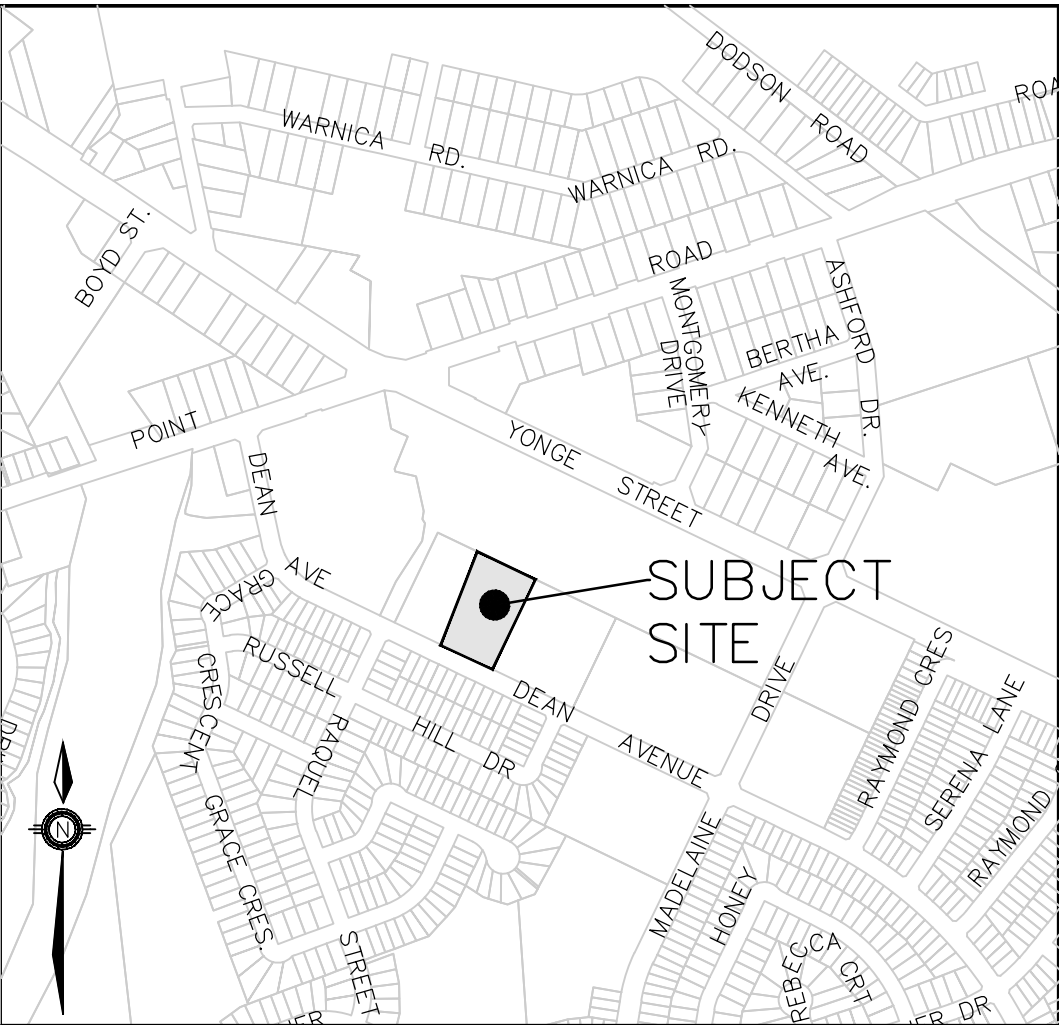 DODSON
ROAD
WARNICA
RD.
WARNICA
RD.
BOYD ST.
ROAD
MONTGOMERY
DRIVE
ASHFORD
DR.
BERTHA
AVE.
KENNETH
AVE.
POINT
YONGE
STREET
DEAN
AVE
GRACE
CRESCENT
SUBJECT
SITE
RUSSELL
HILL
DR
RAQUEL
STREET
DEAN
AVENUE
DRIVE
MADELAINE
RAYMOND CRES
SERENA LANE
RAYMOND
HONEY
GRACE CRES.
REBECCA
CRT
DR
N